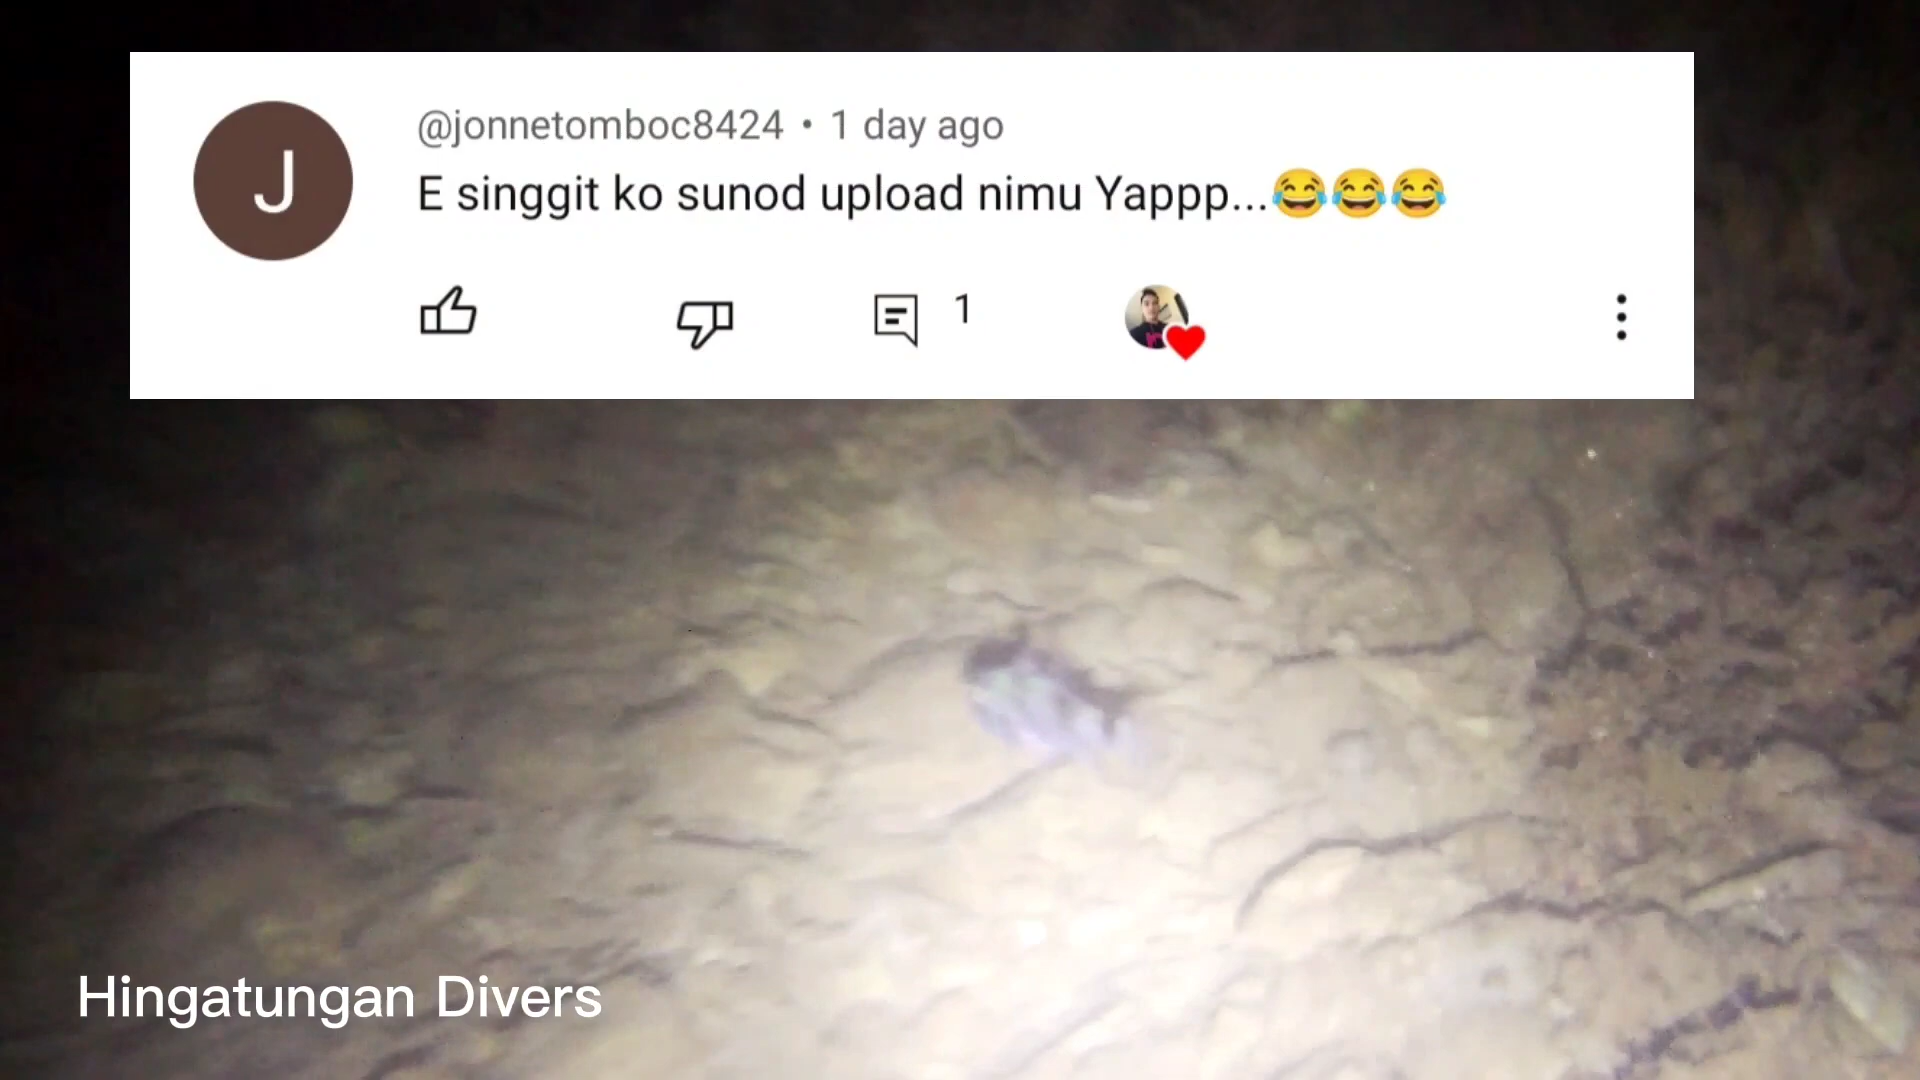 J
@jonnetomboc8424 • 1 day ago
E singgit ko sunod upload nimu Yappp...😂😂😂
1
Hingatungan Divers